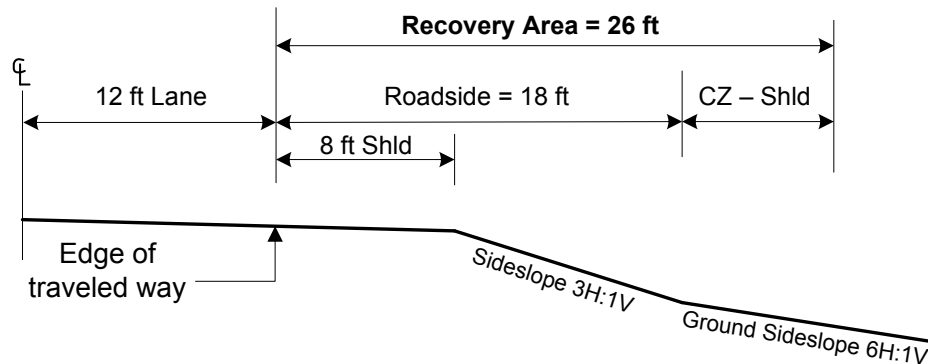 Recovery Area = 26 ft
℄
12 ft Lane
Roadside = 18 ft
CZ – Shld
8 ft Shld
Edge of
traveled way
Sideslope 3H:1V
Ground Sideslope 6H:1V